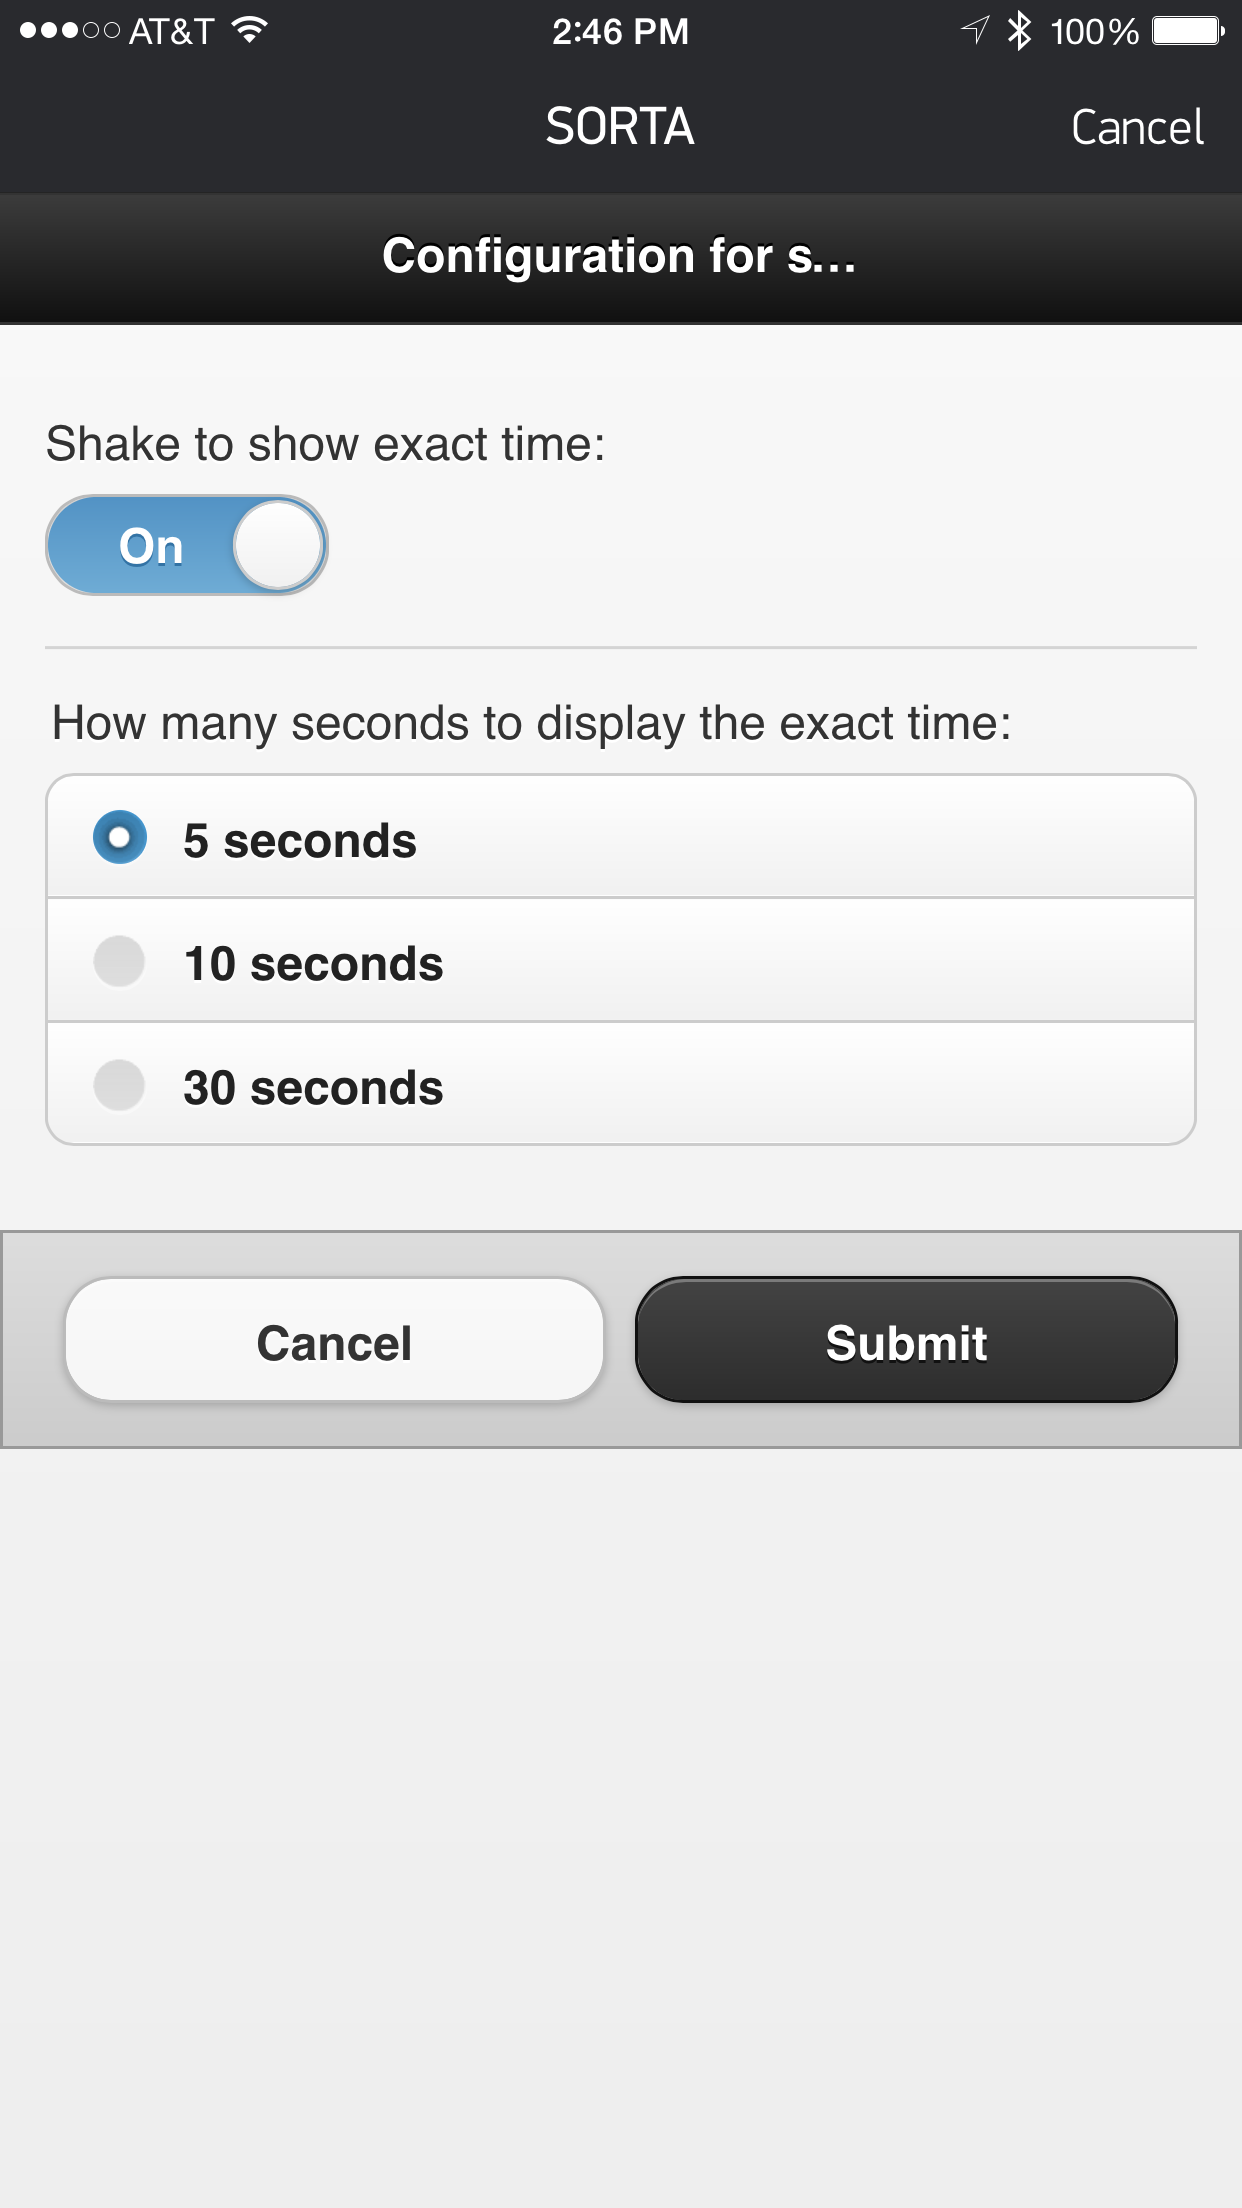 AT&T 2:46 PM 100%
SORTA Cancel
Configuration for s...
Shake to show exact time:
On
How many seconds to display the exact time:
5 seconds
10 seconds
30 seconds
Cancel Submit